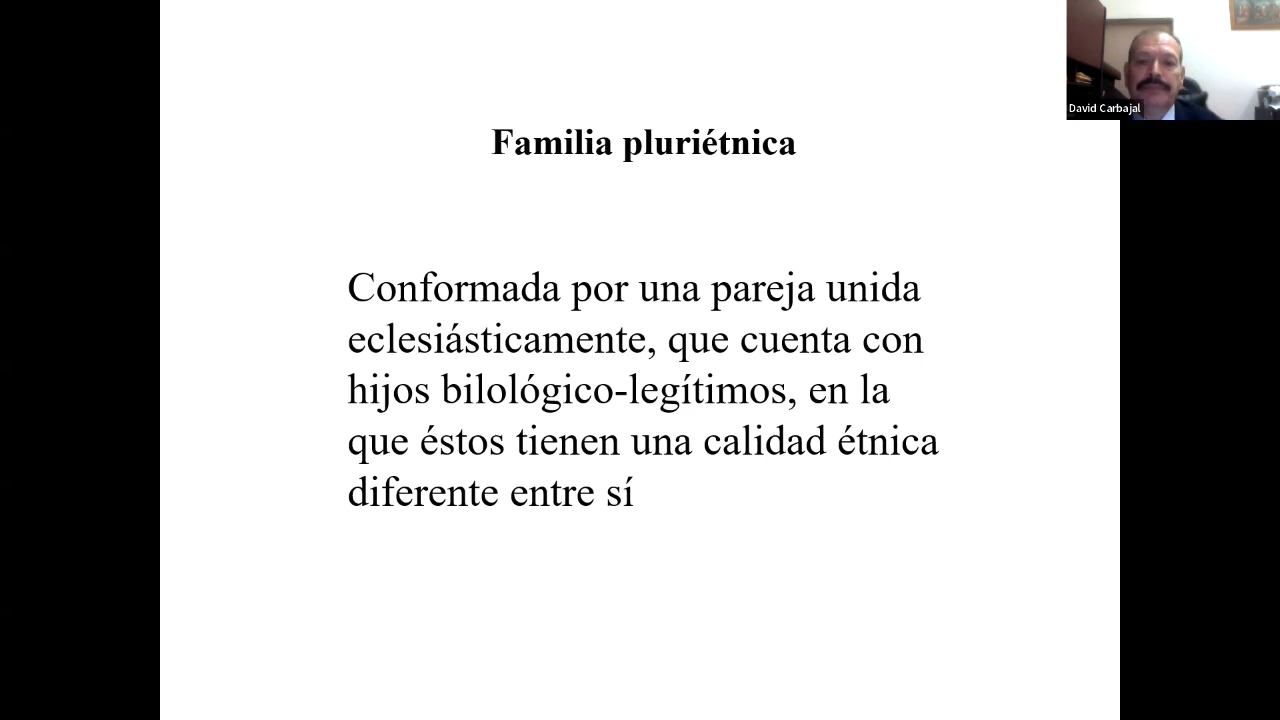 David Carbajal
Familia pluriétnica
Conformada por una pareja unida
eclesiásticamente, que cuenta con
hijos bilológico-legítimos, en la
que éstos tienen una calidad étnica
diferente entre sí